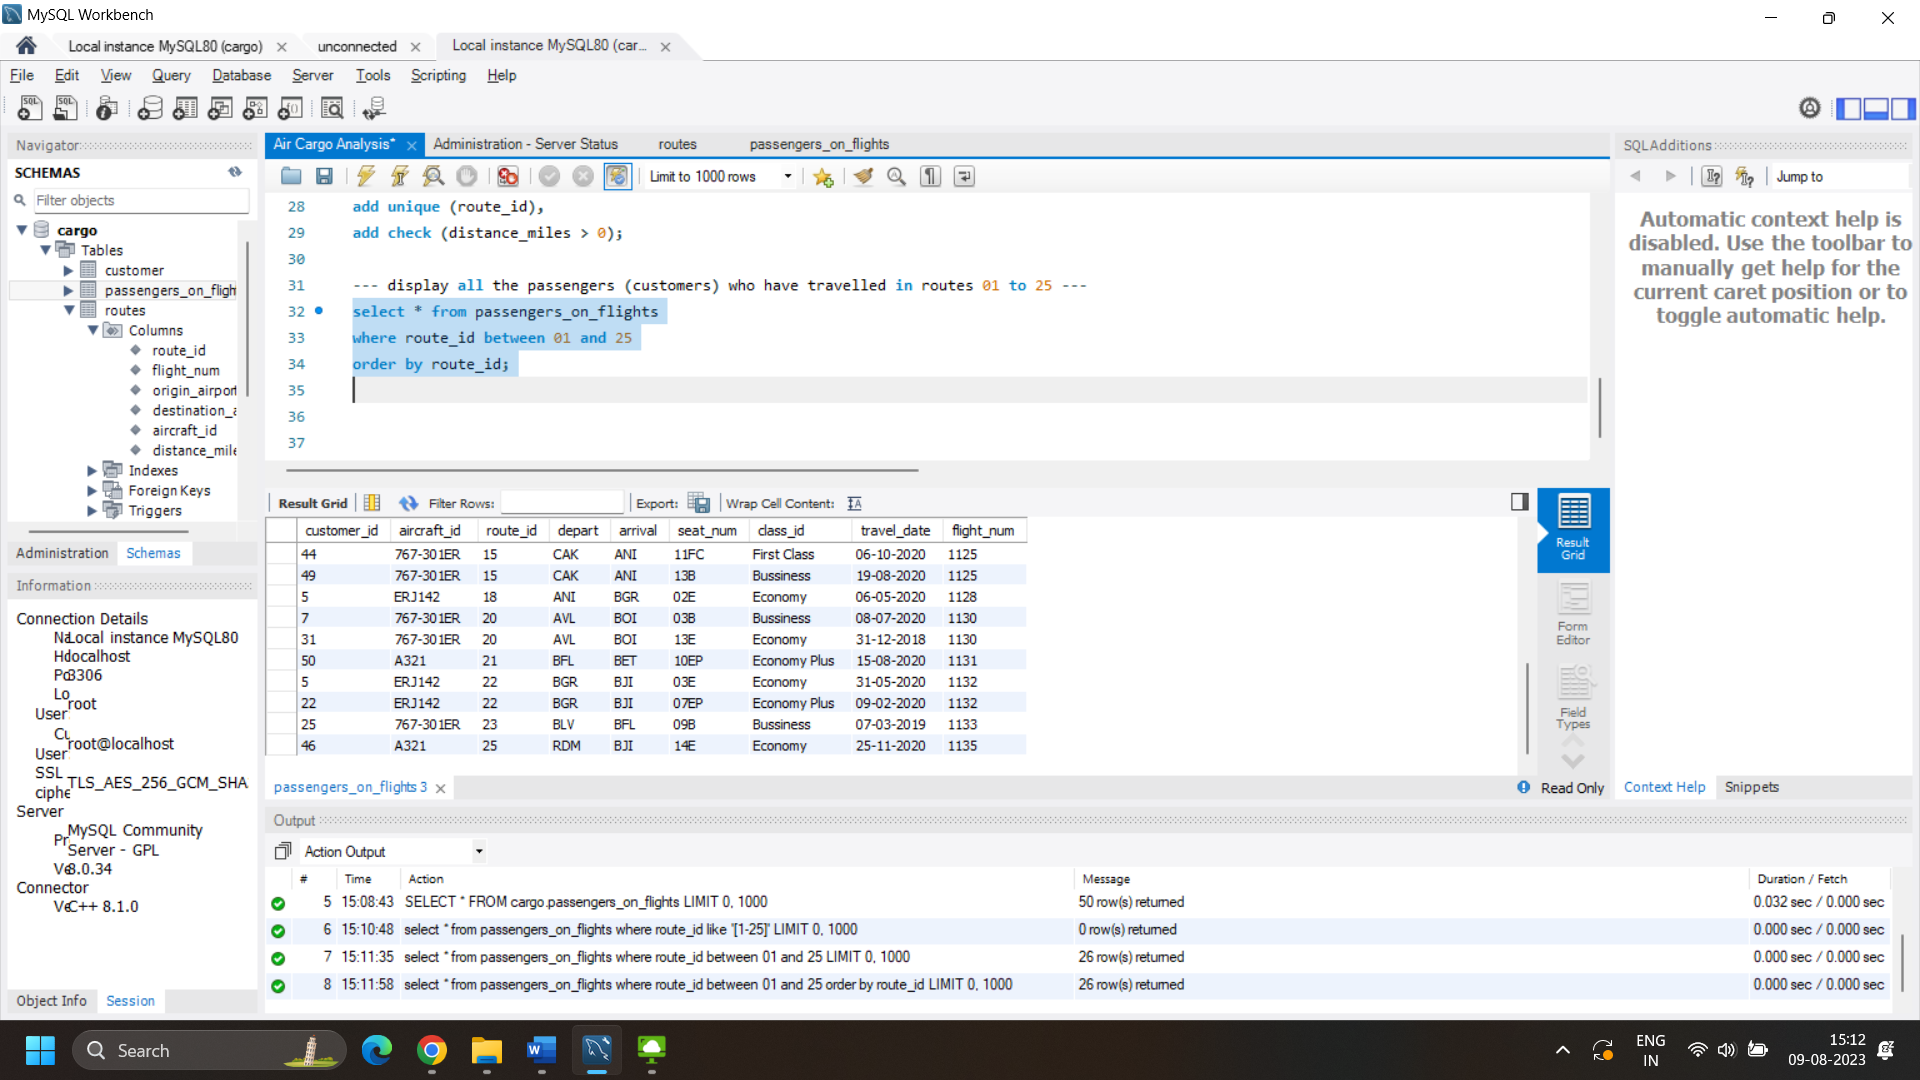 MySQL Workbench
Local instance MySQL80 (cargo)
unconnected
Local instance MySQL80 (car...
File Edit View Query Database Server Tools Scripting Help
Navigator
SCHEMAS
Filter objects
cargo
Tables
customer
passengers_on_fligh
routes
Columns
route_id
flight_num
origin_airport
destination_a
aircraft_id
distance_mile
Indexes
Foreign Keys
Triggers
Administration Schemas
Information
Connection Details
Local instance MySQL80
localhost
3306
root
User
root@localhost
User
SSL
TLS_AES_256_GCM_SHA
ciphe
Server
MySQL Community
Server - GPL
8.0.34
Connector
C++ 8.1.0
Object Info Session
Air Cargo Analysis* Administration - Server Status routes passengers_on_flights
Limit to 1000 rows
28 add unique (route_id),
29 add check (distance_miles > 0);
30
31 --- display all the passengers (customers) who have travelled in routes 01 to 25 ---
32 select * from passengers_on_flights
33 where route_id between 01 and 25
34 order by route_id;
35
36
37
Result Grid Filter Rows: Export: Wrap Cell Content:
customer_id aircraft_id route_id depart arrival seat_num class_id travel_date flight_num
44 767-301ER 15 CAK ANI 11FC First Class 06-10-2020 1125
49 767-301ER 15 CAK ANI 13B Bussiness 19-08-2020 1125
5 ERJ142 18 ANI BGR 02E Economy 06-05-2020 1128
7 767-301ER 20 AVL BOI 03B Bussiness 08-07-2020 1130
31 767-301ER 20 AVL BOI 13E Economy 31-12-2018 1130
50 A321 21 BFL BET 10EP Economy Plus 15-08-2020 1131
5 ERJ142 22 BGR BJI 03E Economy 31-05-2020 1132
22 ERJ142 22 BGR BJI 07EP Economy Plus 09-02-2020 1132
25 767-301ER 23 BLV BFL 09B Bussiness 07-03-2019 1133
46 A321 25 RDM BJI 14E Economy 25-11-2020 1135
Result
Grid
Form
Editor
Field
Types
passengers_on_flights 3
Read Only
Output
Action Output
# Time Action Message Duration / Fetch
5 15:08:43 SELECT * FROM cargo.passengers_on_flights LIMIT 0, 1000 50 row(s) returned 0.032 sec / 0.000 sec
6 15:10:48 select * from passengers_on_flights where route_id like '[1-25]' LIMIT 0, 1000 0 row(s) returned 0.000 sec / 0.000 sec
7 15:11:35 select * from passengers_on_flights where route_id between 01 and 25 LIMIT 0, 1000 26 row(s) returned 0.000 sec / 0.000 sec
8 15:11:58 select * from passengers_on_flights where route_id between 01 and 25 order by route_id LIMIT 0, 1000 26 row(s) returned 0.000 sec / 0.000 sec
SQLAdditions
Jump to
Automatic context help is
disabled. Use the toolbar to
manually get help for the
current caret position or to
toggle automatic help.
Context Help Snippets
Search
ENG
IN
15:12
09-08-2023